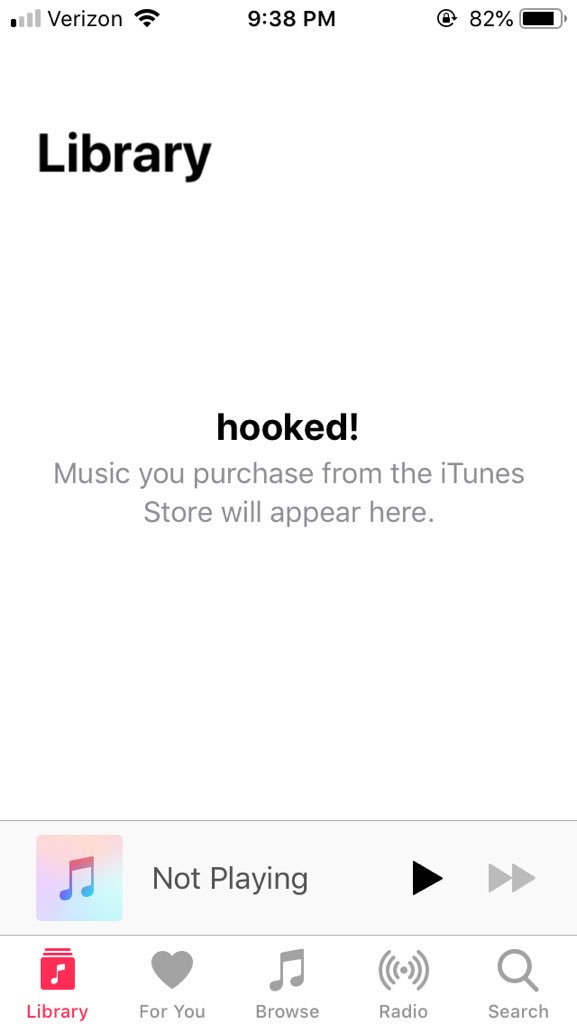 Verizon 9:38 PM 82%
Library
hooked!
Music you purchase from the iTunes
Store will appear here.
Not Playing
Library For You Browse Radio Search